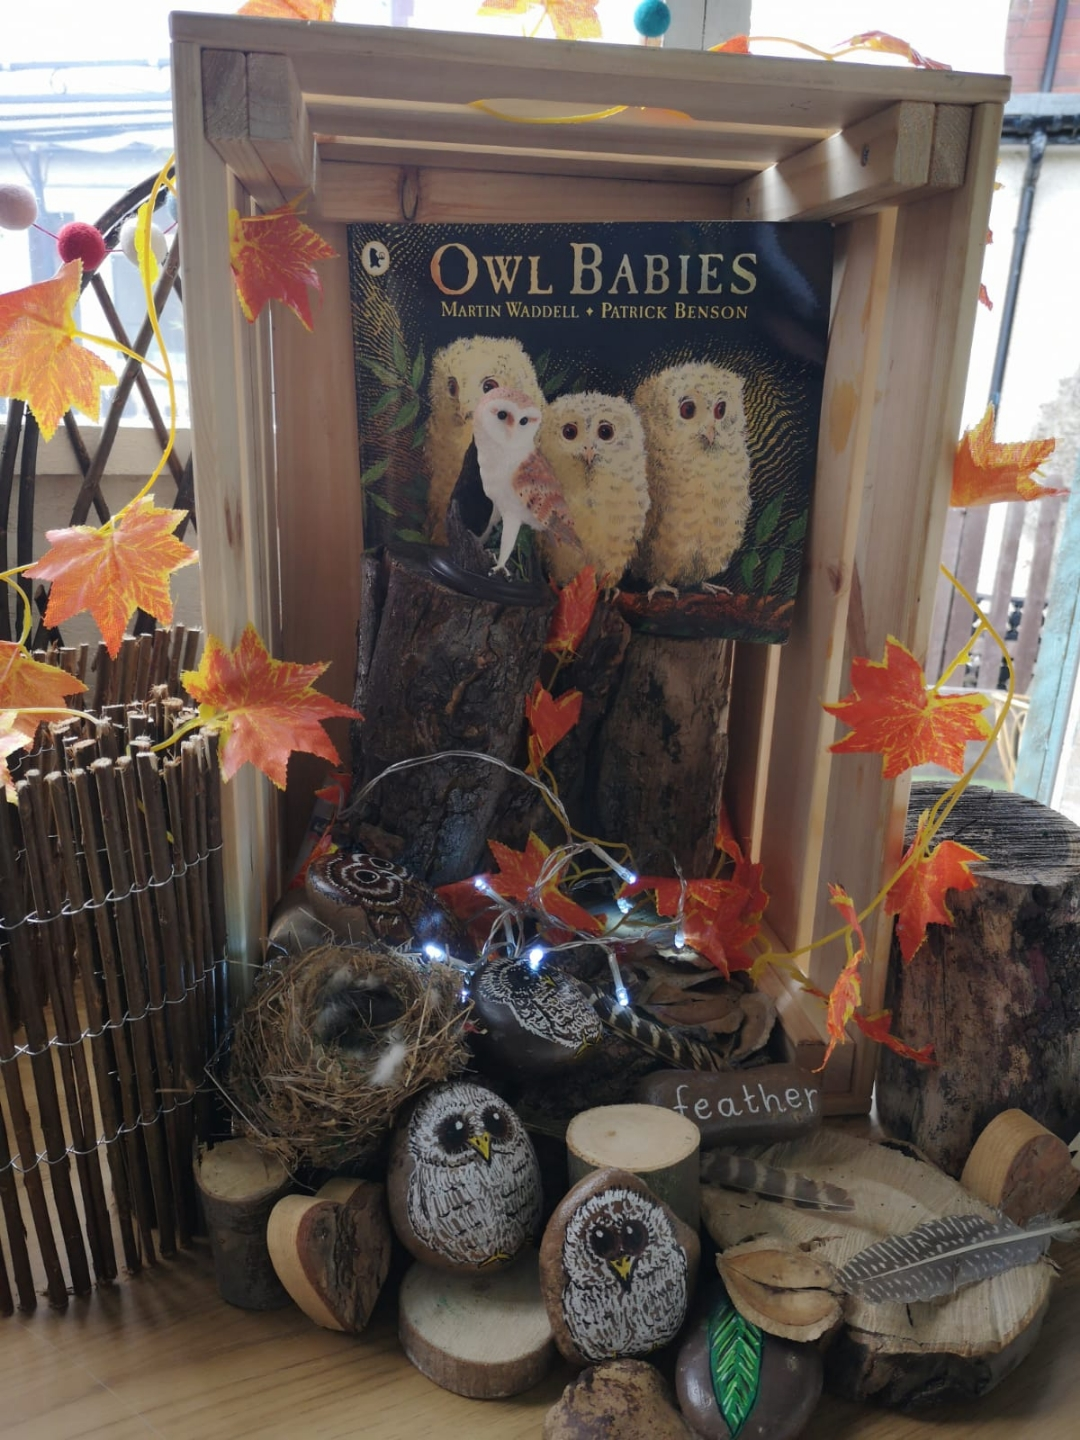 OWL BABIES
MARTIN WADDELL ✦ PATRICK BENSON
feather